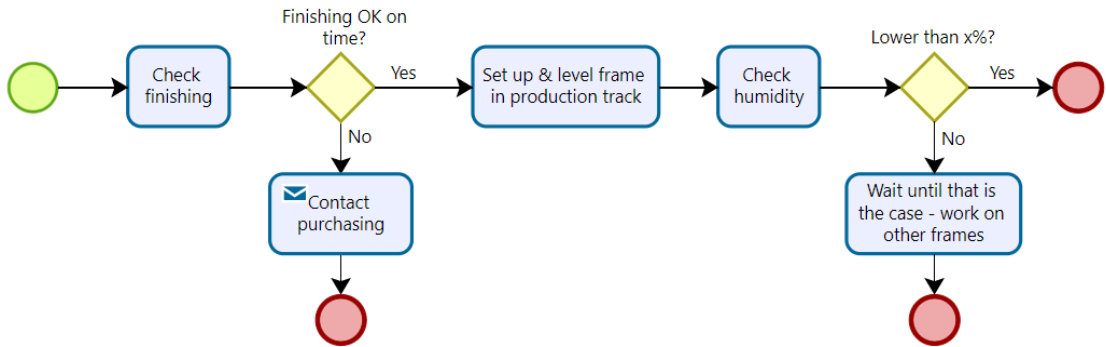 Finishing OK on
time?
Check
finishing
Yes
No
Contact
purchasing
Set up & level frame
in production track
Check
humidity
Lower than x%?
Yes
No
Wait until that is
the case - work on
other frames